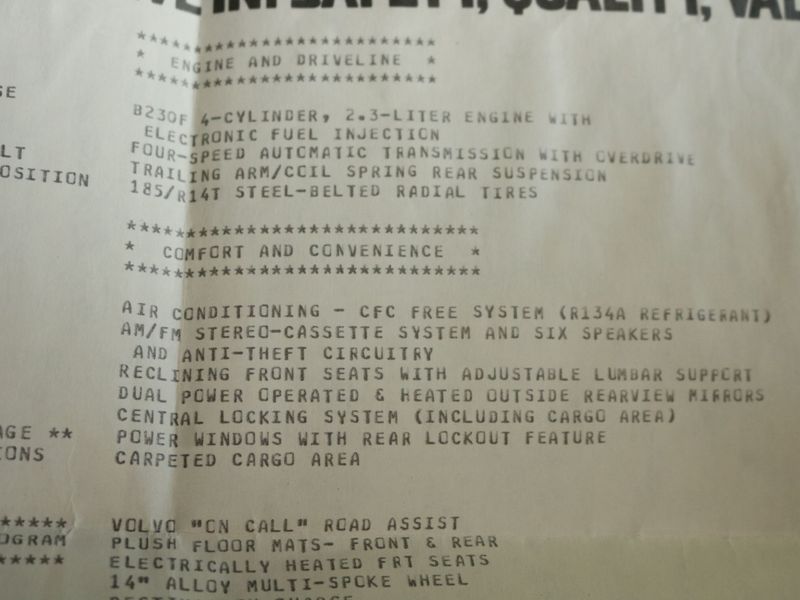 IN: SAFETY, QUALITY, VAL
*************************
* ENGINE AND DRIVELINE *
*************************
B230F 4-CYLINDER, 2.3-LITER ENGINE WITH
ELECTRONIC FUEL INJECTION
FOUR-SPEED AUTOMATIC TRANSMISSION WITH OVERDRIVE
TRAILING ARM/COIL SPRING REAR SUSPENSION
185/R14T STEEL-BELTED RADIAL TIRES
LT
OSITION
*****************************
* COMFORT AND CONVENIENCE *
*****************************
AIR CONDITIONING - CFC FREE SYSTEM (R134A REFRIGERANT)
AM/FM STEREO-CASSETTE SYSTEM AND SIX SPEAKERS
AND ANTI-THEFT CIRCUITRY
RECLINING FRONT SEATS WITH ADJUSTABLE LUMBAR SUPPORT
DUAL POWER OPERATED & HEATED OUTSIDE REARVIEW MIRRORS
CENTRAL LOCKING SYSTEM (INCLUDING CARGO AREA)
AGE ** POWER WINDOWS WITH REAR LOCKOUT FEATURE
IONS CARPETED CARGO AREA
***** VOLVO "ON CALL" ROAD ASSIST
OGRAM PLUSH FLOOR MATS- FRONT & REAR
***** ELECTRICALLY HEATED FRT SEATS
14" ALLOY MULTI-SPOKE WHEEL